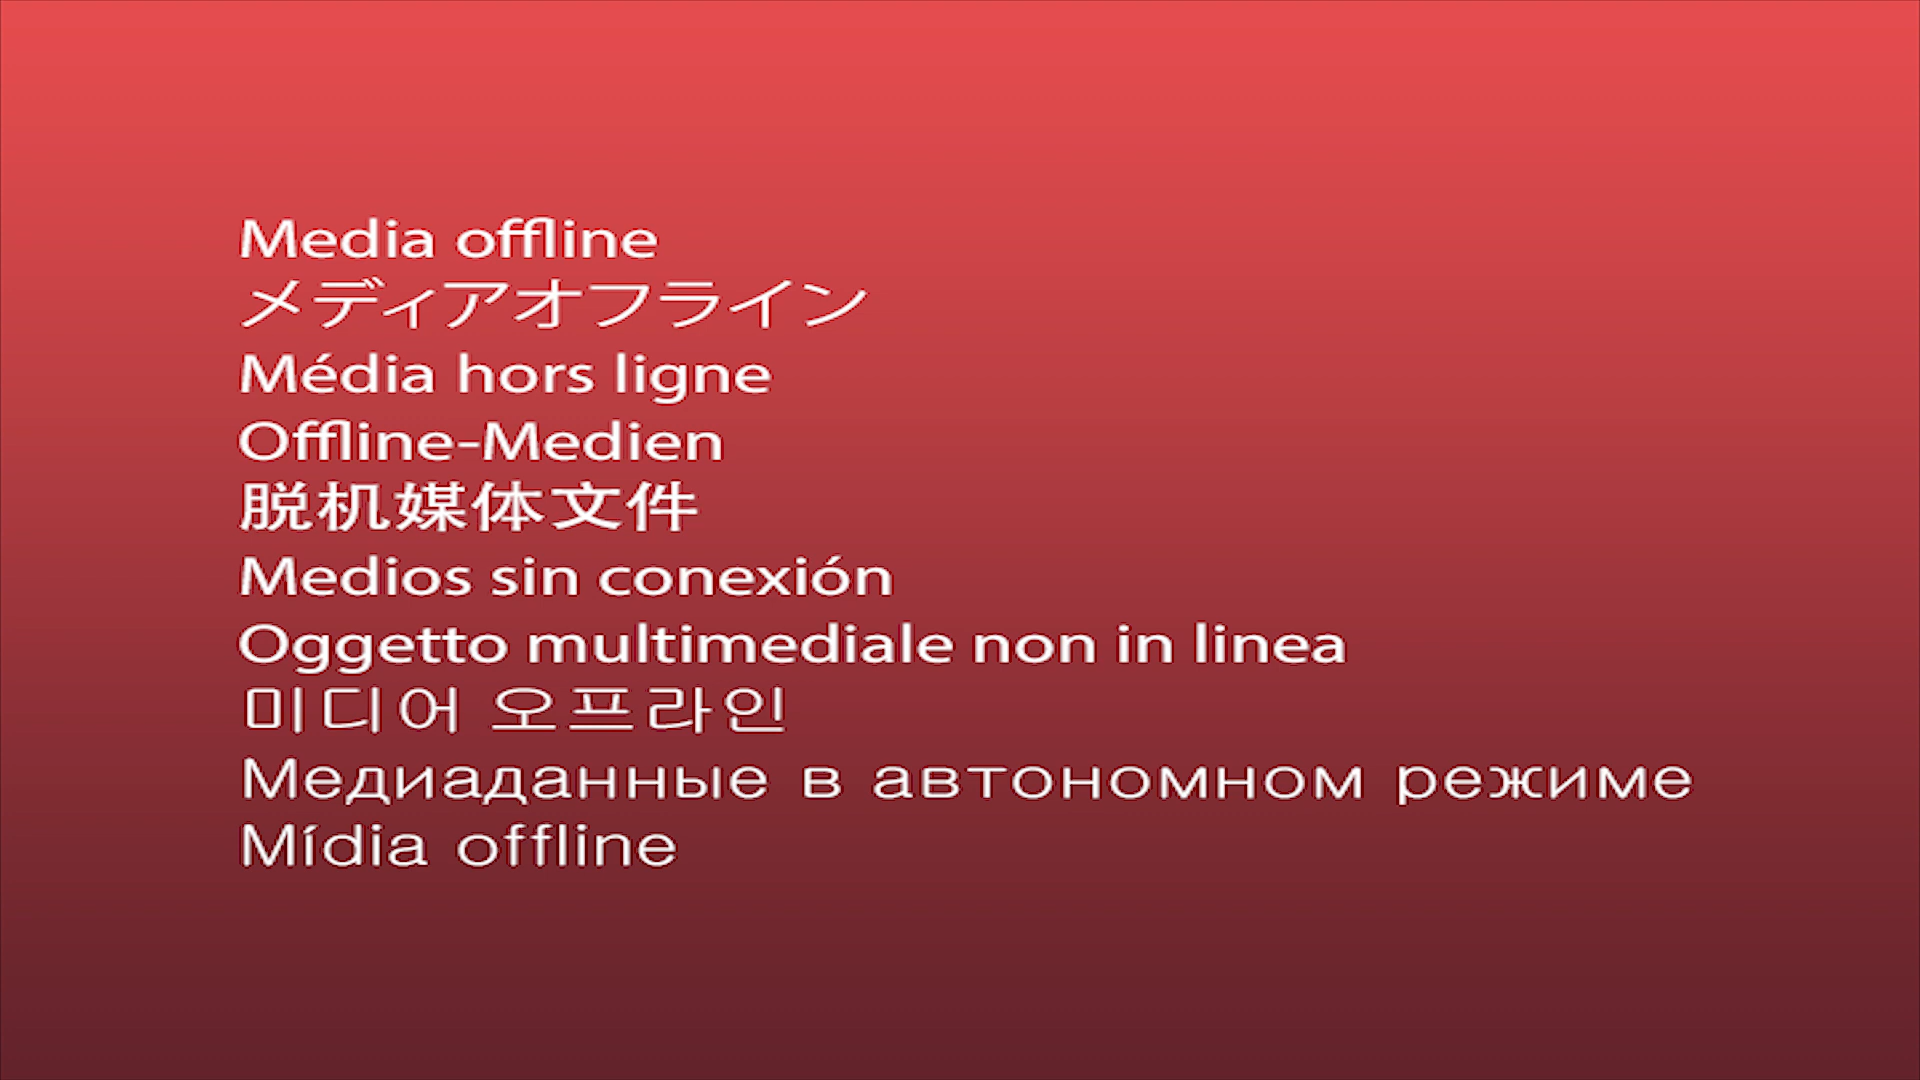 Media offline
メディアオフライン
Média hors ligne
Offline-Medien
脱机媒体文件
Medios sin conexión
Oggetto multimediale non in linea
미디어 오프라인
Медиаданные в автономном режиме
Mídia offline